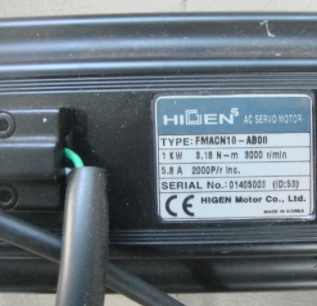 HIGEN S AC SERVO MOTOR
TYPE: FMACN10-AB00
1 KW 3.18 N-m 3000 r/min
5.8 A 2000P/r Inc.
SERIAL No.: 01405003 (ID:53)
CE HIGEN Motor Co., Ltd.
MADE IN KOREA